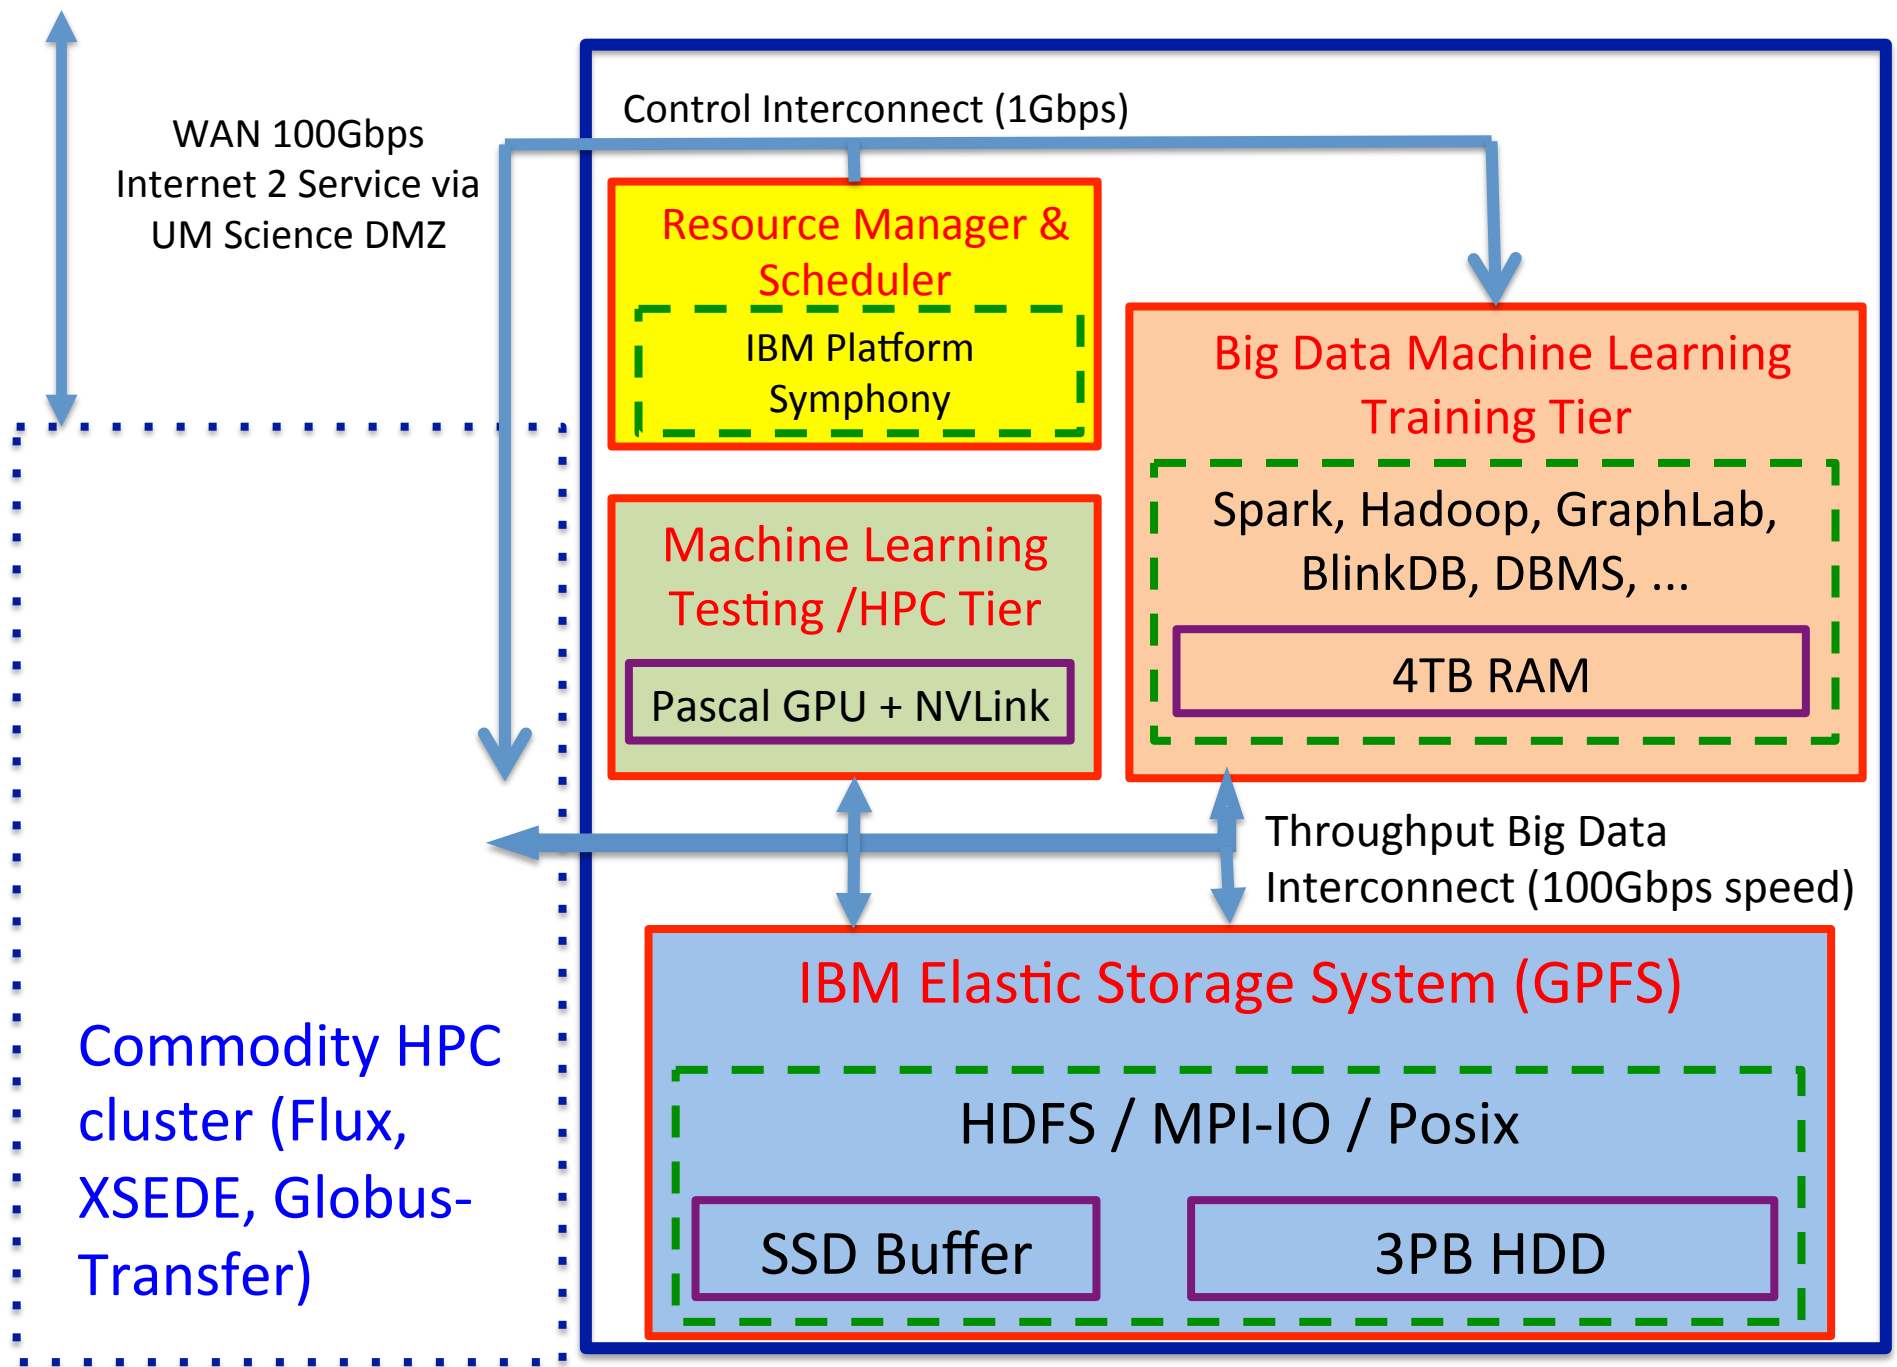 WAN 100Gbps
Internet 2 Service via
UM Science DMZ
Control Interconnect (1Gbps)
Resource Manager &
Scheduler
IBM Platform
Symphony
Big Data Machine Learning
Training Tier
Spark, Hadoop, GraphLab,
BlinkDB, DBMS, ...
4TB RAM
Machine Learning
Testing /HPC Tier
Pascal GPU + NVLink
Throughput Big Data
Interconnect (100Gbps speed)
IBM Elastic Storage System (GPFS)
HDFS / MPI-IO / Posix
SSD Buffer
3PB HDD
Commodity HPC
cluster (Flux,
XSEDE, Globus-
Transfer)